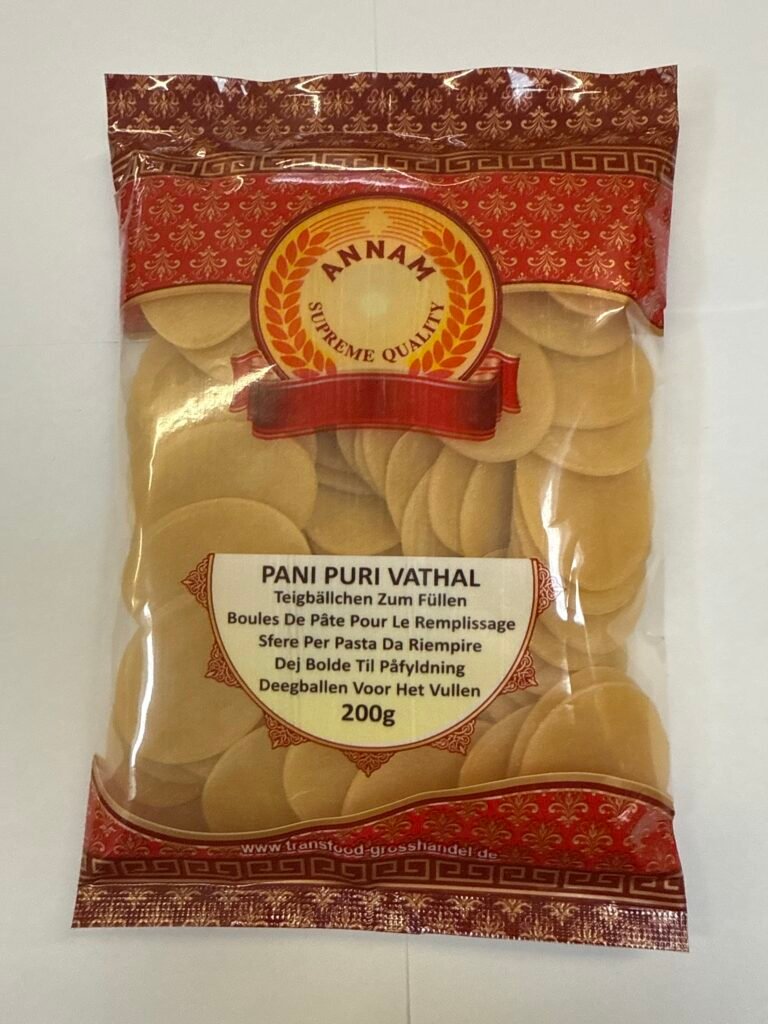 ANNAM
SUPREME QUALITY
PANI PURI VATHAL
Teigbällchen Zum Füllen
Boules De Pâte Pour Le Remplissage
Sfere Per Pasta Da Riempire
Dej Bolde Til Påfyldning
Deegballen Voor Het Vullen
200g
www.transfood-grosshandel.de